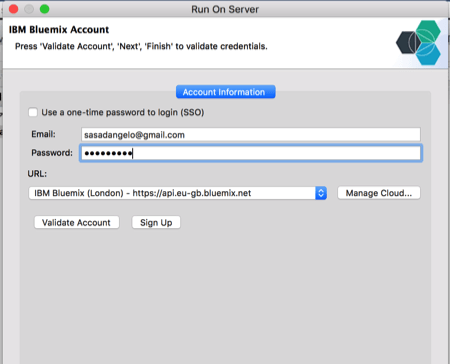 Run On Server
IBM Bluemix Account
Press 'Validate Account', 'Next', 'Finish' to validate credentials.
Account Information
Use a one-time password to login (SSO)
Email: sasadangelo@gmail.com
Password: •••••••••
URL:
IBM Bluemix (London) - https://api.eu-gb.bluemix.net Manage Cloud...
Validate Account Sign Up